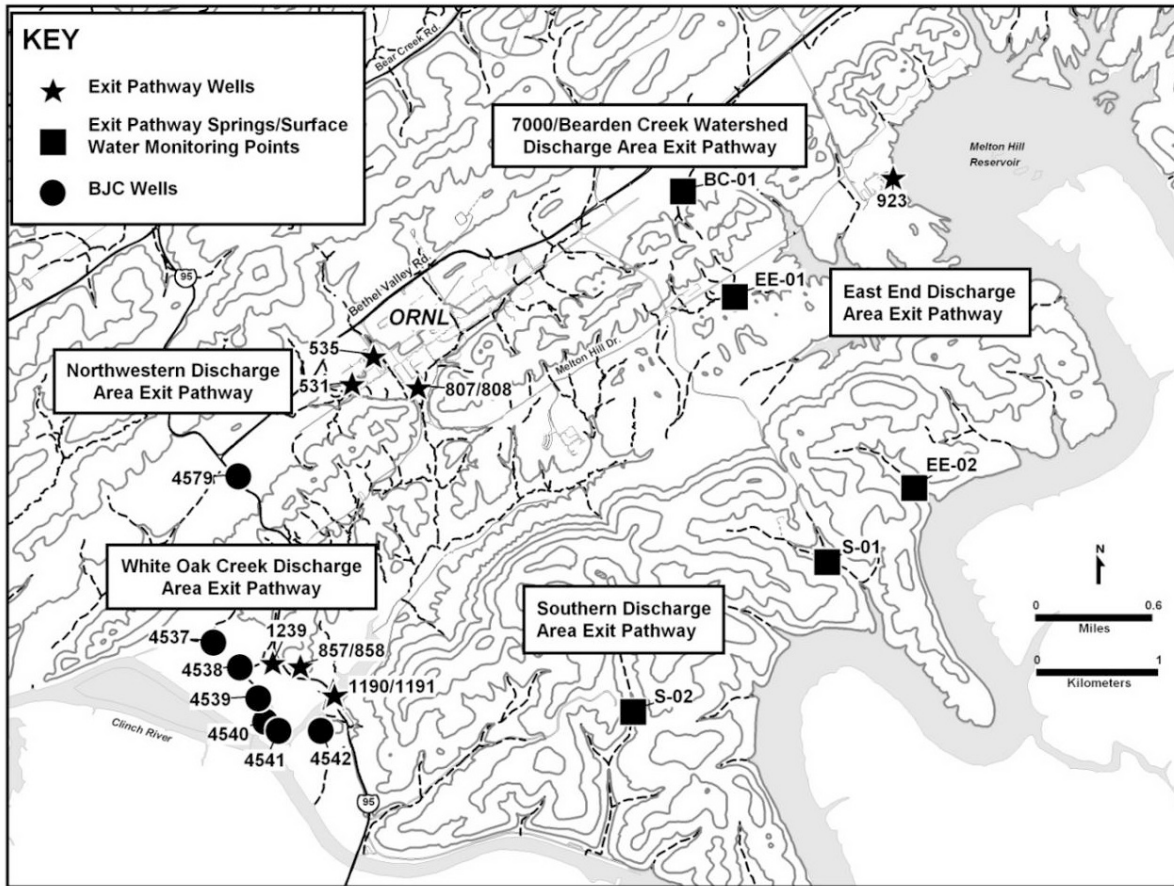 KEY
Exit Pathway Wells
Exit Pathway Springs/Surface
Water Monitoring Points
BJC Wells
Bear Creek Rd.
7000/Bearden Creek Watershed
Discharge Area Exit Pathway
Melton Hill
Reservoir
BC-01
923
95
Bethel Valley Rd.
EE-01
East End Discharge
Area Exit Pathway
ORNL
535
Northwestern Discharge
Area Exit Pathway
531
807/808
Melton Hill Dr.
4579
EE-02
White Oak Creek Discharge
Area Exit Pathway
S-01
N
Southern Discharge
Area Exit Pathway
0 0.6
Miles
0 1
Kilometers
4537
1239
857/858
4538
1190/1191
4539
S-02
Clinch River
4540
4541
4542
95